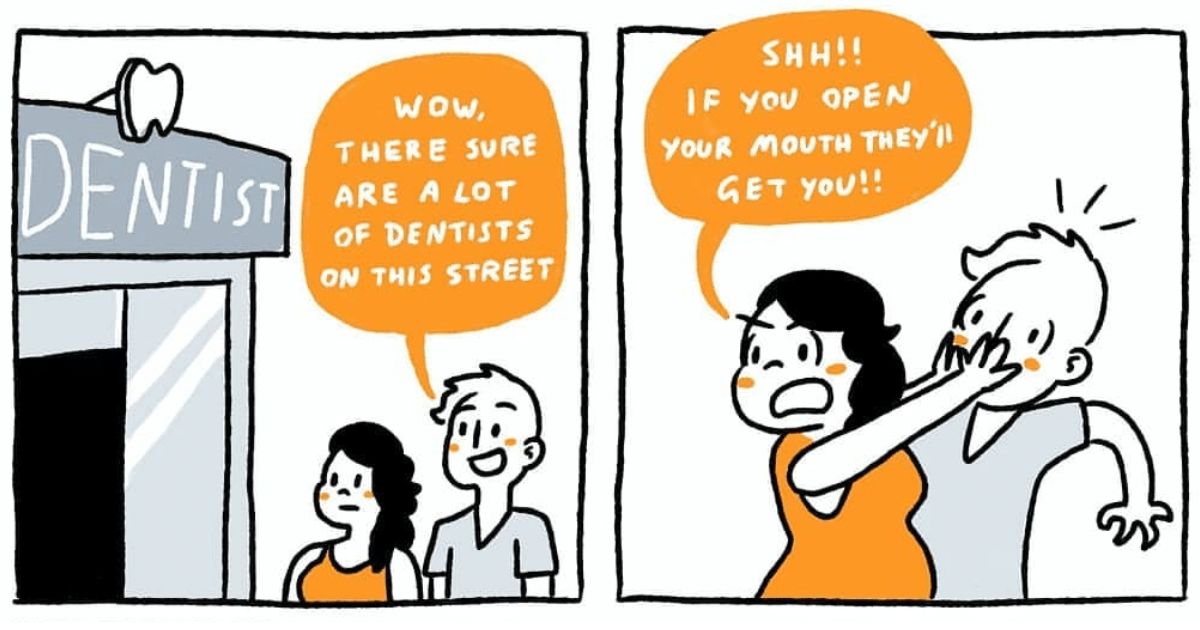 DENTIST
WOW,
THERE SURE
ARE A LOT
OF DENTISTS
ON THIS STREET
SHH!!
IF YOU OPEN
YOUR MOUTH THEY'll
GET YOU!!